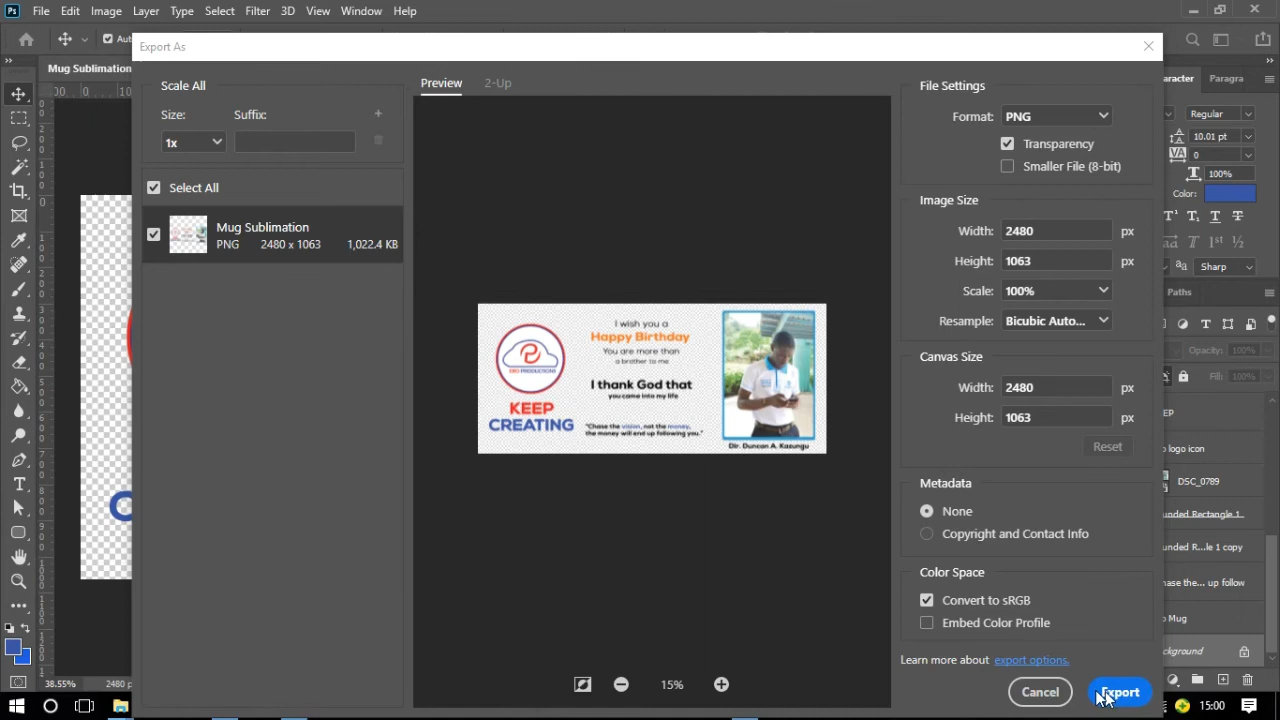 Ps File Edit Image Layer Type Select Filter 3D View Window Help
Export As
Mug Sublimation
Scale All
Size: Suffix:
1x
Select All
Mug Sublimation
PNG 2480 x 1063 1,022.4 KB
Preview 2-Up
I wish you a
Happy Birthday
You are more than
a brother to me
I thank God that
you came into my life
"Chase the vision, not the money,
the money will end up following you."
KEEP
CREATING
Dir. Duncan A. Kazungu
15%
File Settings
Format: PNG
Transparency
Smaller File (8-bit)
Image Size
Width: 2480 px
Height: 1063 px
Scale: 100%
Resample: Bicubic Auto...
Canvas Size
Width: 2480 px
Height: 1063 px
Reset
Metadata
None
Copyright and Contact Info
Color Space
Convert to sRGB
Embed Color Profile
Learn more about export options.
Cancel Export
aracter Paragra
Regular
10.01 pt
0
100%
Color:
Sharp
Paths
Opacity: 100%
Fill: 100%
EP
o logo icon
DSC_0789
unded Rectangle 1
unded R...le 1 copy
hase the... up follow
o Mug
kground
38.55% 2480 p
15:00